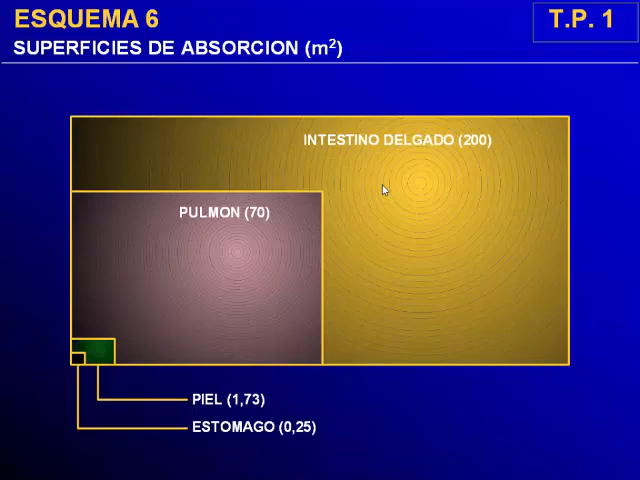 ESQUEMA 6
T.P. 1
SUPERFICIES DE ABSORCION (m²)
INTESTINO DELGADO (200)
PULMON (70)
PIEL (1,73)
ESTOMAGO (0,25)